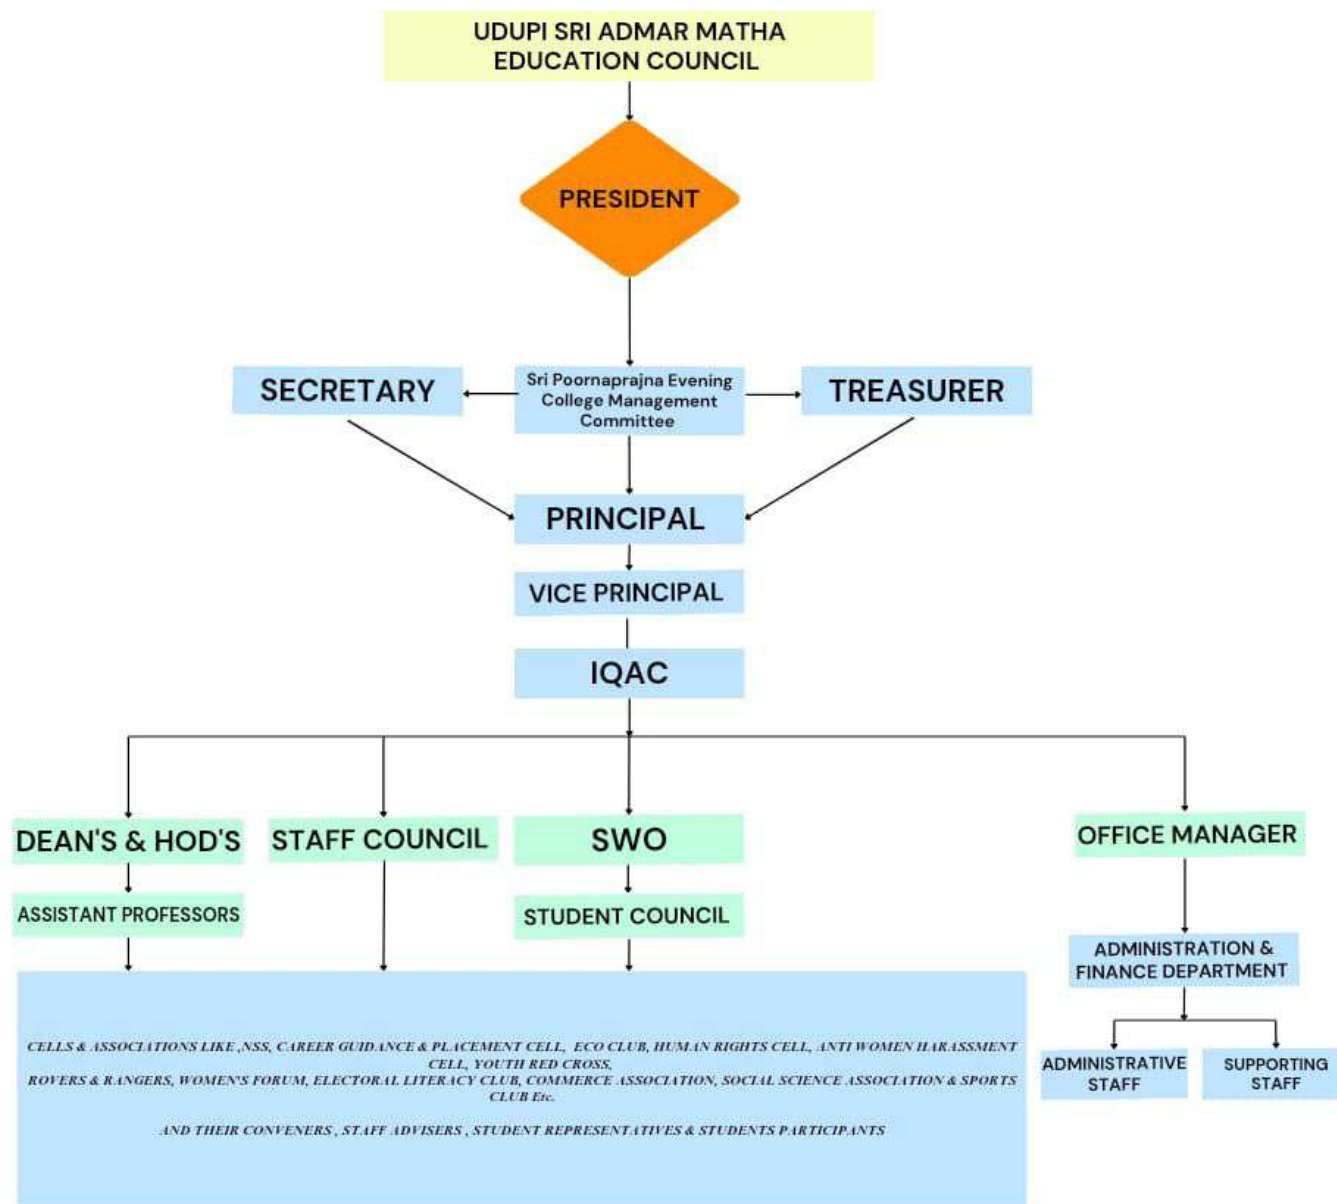 UDUPI SRI ADMAR MATHA
EDUCATION COUNCIL
PRESIDENT
SECRETARY
Sri Poornaprajna Evening
College Management
Committee
TREASURER
PRINCIPAL
VICE PRINCIPAL
IQAC
DEAN'S & HOD'S
STAFF COUNCIL
SWO
OFFICE MANAGER
ASSISTANT PROFESSORS
STUDENT COUNCIL
ADMINISTRATION &
FINANCE DEPARTMENT
CELLS & ASSOCIATIONS LIKE ,NSS, CAREER GUIDANCE & PLACEMENT CELL, ECO CLUB, HUMAN RIGHTS CELL, ANTI WOMEN HARASSMENT
CELL, YOUTH RED CROSS,
ROVERS & RANGERS, WOMEN'S FORUM, ELECTORAL LITERACY CLUB, COMMERCE ASSOCIATION, SOCIAL SCIENCE ASSOCIATION & SPORTS
CLUB Etc.
AND THEIR CONVENERS , STAFF ADVISERS , STUDENT REPRESENTATIVES & STUDENTS PARTICIPANTS
ADMINISTRATIVE
STAFF
SUPPORTING
STAFF